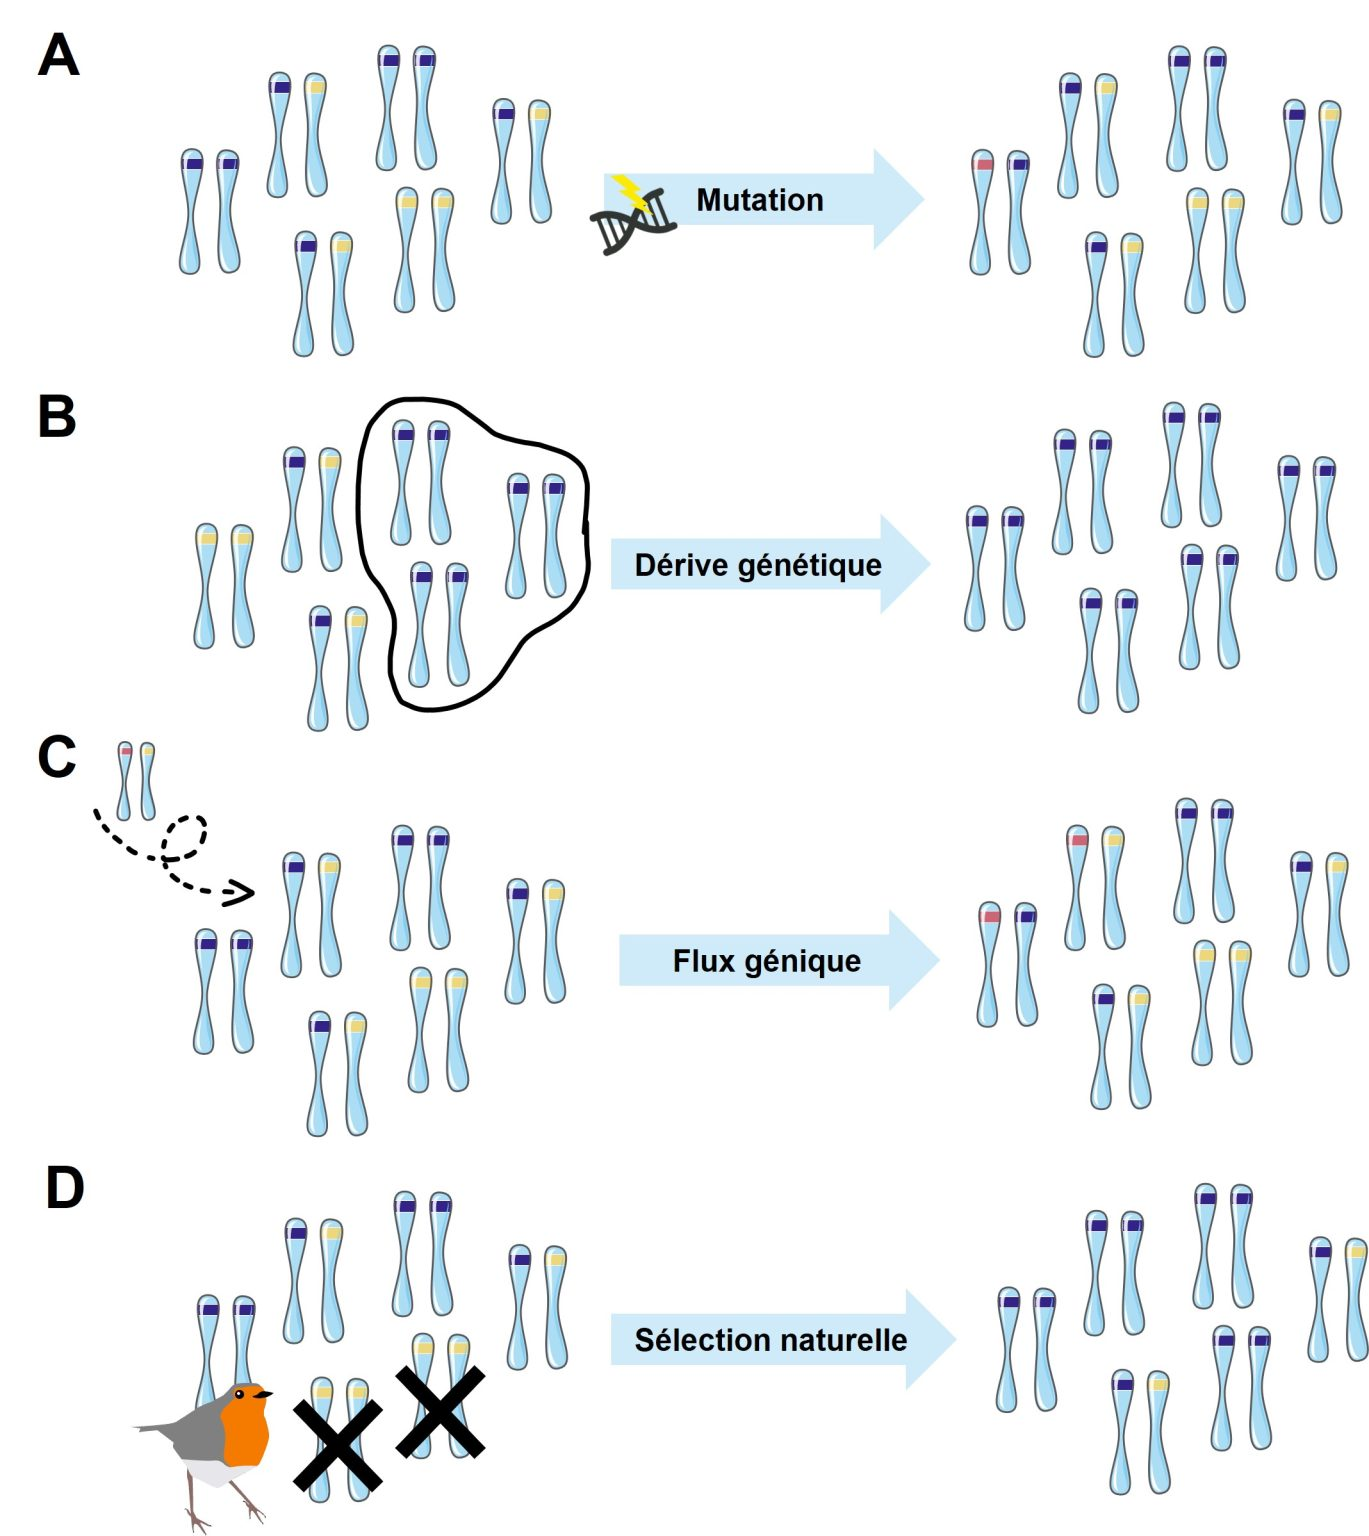 A
Mutation
B
Dérive génétique
C
Flux génique
D
Sélection naturelle